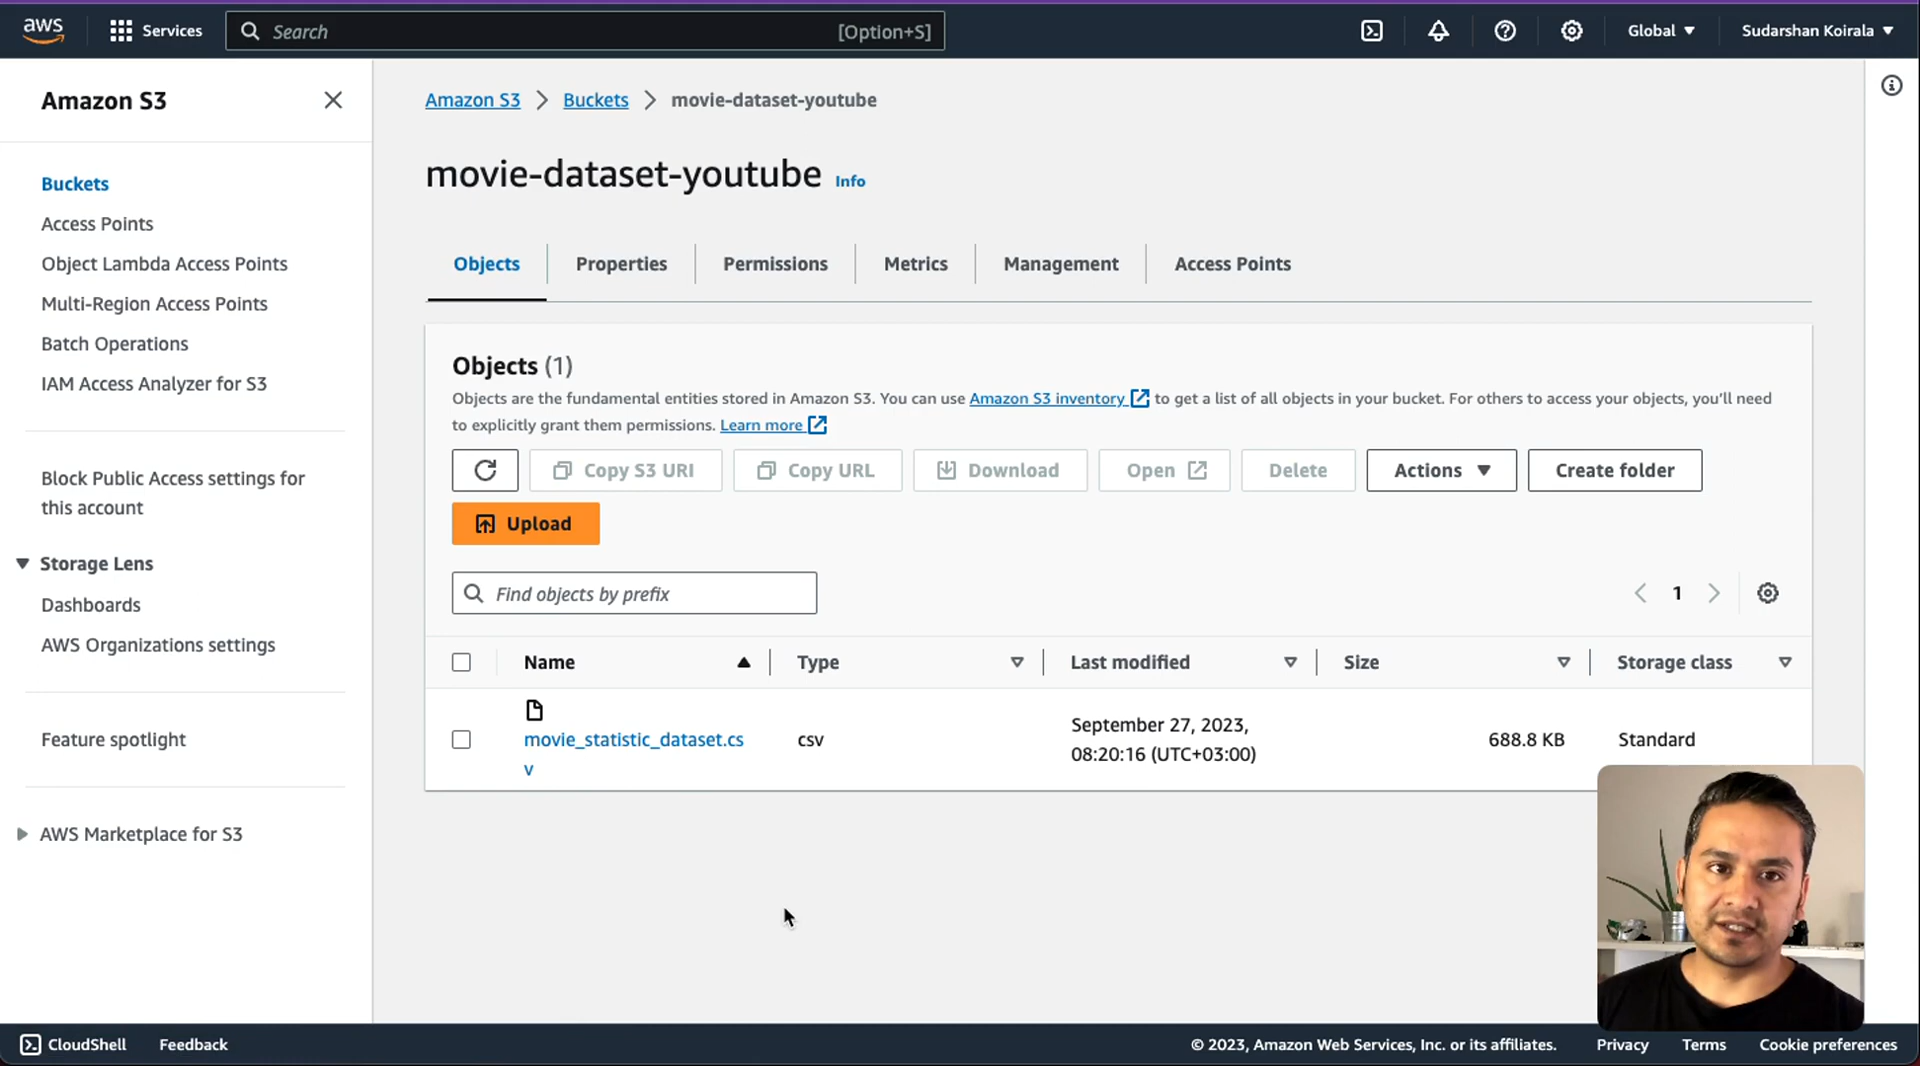 aws
Services
Search
[Option+S]
Global
Sudarshan Koirala
Amazon S3
Buckets
Access Points
Object Lambda Access Points
Multi-Region Access Points
Batch Operations
IAM Access Analyzer for S3
Block Public Access settings for
this account
Storage Lens
Dashboards
AWS Organizations settings
Feature spotlight
AWS Marketplace for S3
Amazon S3 > Buckets > movie-dataset-youtube
movie-dataset-youtube Info
Objects
Properties
Permissions
Metrics
Management
Access Points
Objects (1)
Objects are the fundamental entities stored in Amazon S3. You can use Amazon S3 inventory to get a list of all objects in your bucket. For others to access your objects, you'll need
to explicitly grant them permissions. Learn more
Copy S3 URI
Copy URL
Download
Open
Delete
Actions
Create folder
Upload
Find objects by prefix
1
Name
Type
Last modified
Size
Storage class
movie_statistic_dataset.cs
v
csv
September 27, 2023,
08:20:16 (UTC+03:00)
688.8 KB
Standard
CloudShell
Feedback
© 2023, Amazon Web Services, Inc. or its affiliates.
Privacy
Terms
Cookie preferences